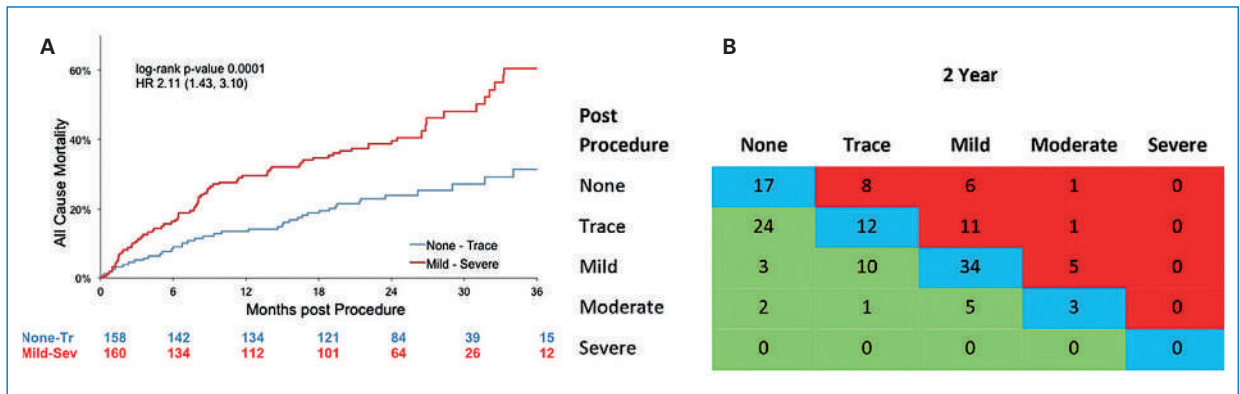 A
60%
40%
20%
0%
All Cause Mortality
log-rank p-value 0.0001
HR 2.11 (1.43, 3.10)
None - Trace
Mild - Severe
0 6 12 18 24 30 36
Months post Procedure
None-Tr 158 142 134 121 84 39 15
Mild-Sev 160 134 112 101 64 26 12
B
2 Year
Post
Procedure None Trace Mild Moderate Severe
None 17 8 6 1 0
Trace 24 12 11 1 0
Mild 3 10 34 5 0
Moderate 2 1 5 3 0
Severe 0 0 0 0 0